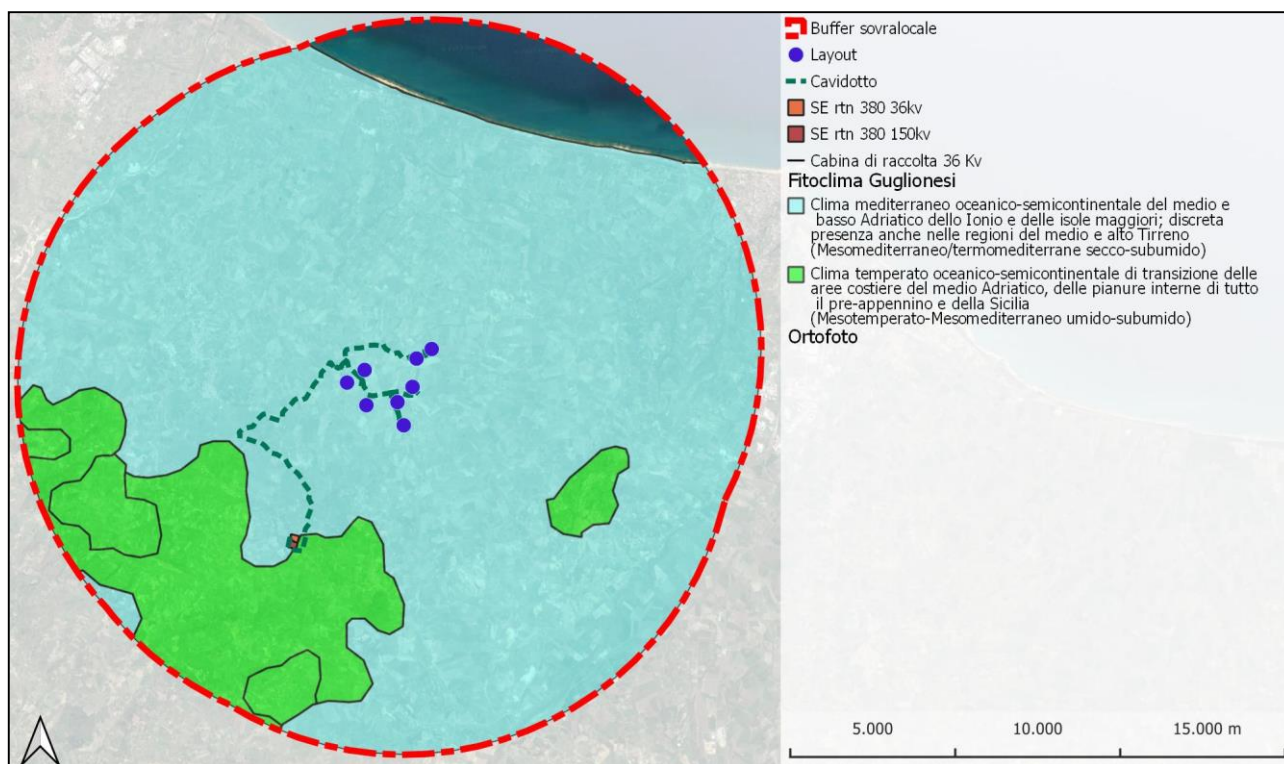 Buffer sovralocale
Layout
Cavidotto
SE rtn 380 36kv
SE rtn 380 150kv
Cabina di raccolta 36 Kv
Fitoclima Guglionesi
Clima mediterraneo oceanico-semicontinentale del medio e
basso Adriatico dello Ionio e delle isole maggiori; discreta
presenza anche nelle regioni del medio e alto Tirreno
(Mesomediterraneo/termomediterrane secco-subumido)
Clima temperato oceanico-semicontinentale di transizione delle
aree costiere del medio Adriatico, delle pianure interne di tutto
il pre-appennino e della Sicilia
(Mesotemperato-Mesomediterraneo umido-subumido)
Ortofoto
5.000 10.000 15.000 m